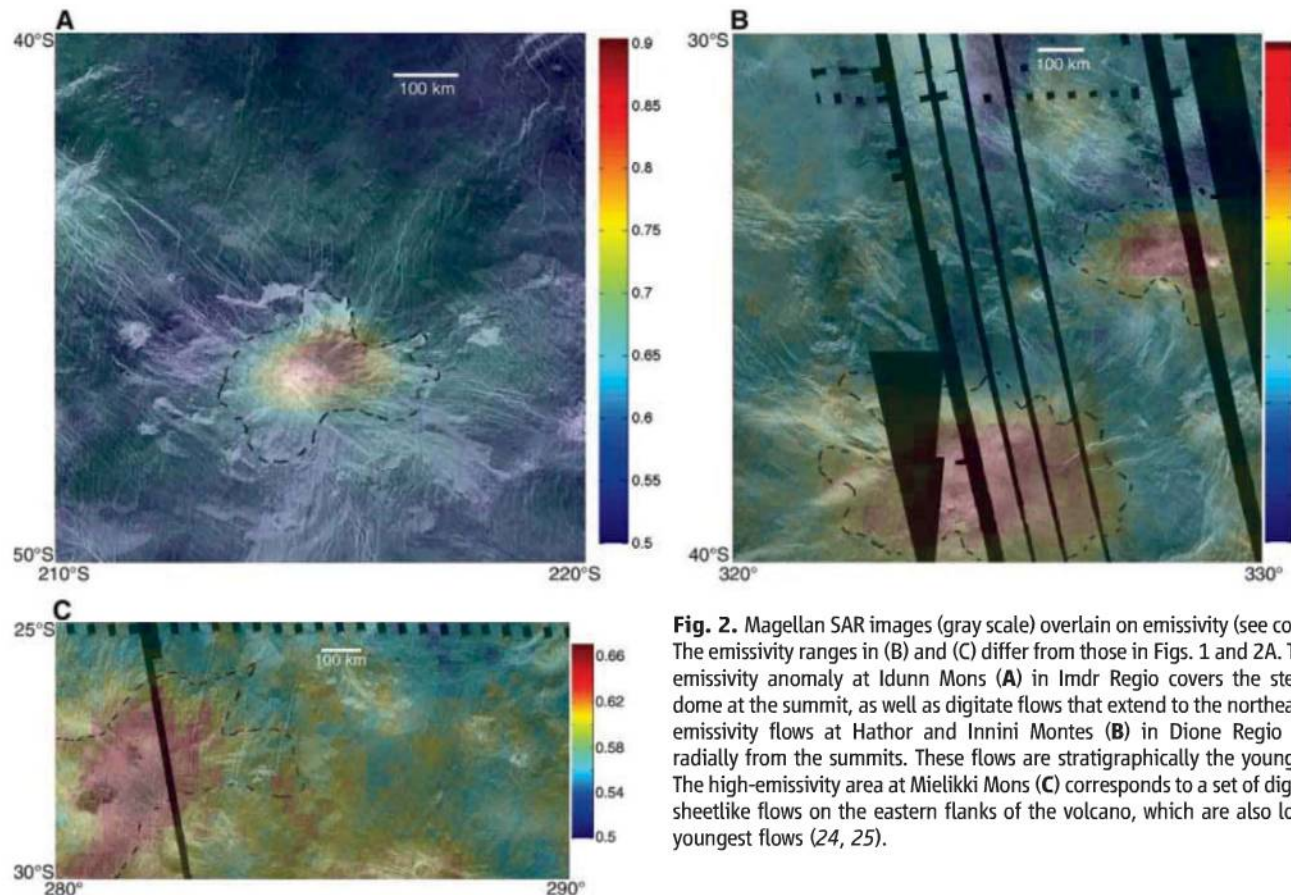 A
40°S
100 km
50°S
210°S
220°S
0.9
0.85
0.8
0.75
0.7
0.65
0.6
0.55
0.5
B
30°S
100 km
40°S
320°
330°
C
25°S
100 km
30°S
280°
290°
0.66
0.62
0.58
0.54
0.5
Fig. 2. Magellan SAR images (gray scale) overlain on emissivity (see
The emissivity ranges in (B) and (C) differ from those in Figs. 1 and 2A.
emissivity anomaly at Idunn Mons (A) in Imdr Regio covers the
dome at the summit, as well as digitate flows that extend to the
emissivity flows at Hathor and Innini Montes (B) in Dione Regio
radially from the summits. These flows are stratigraphically the
The high-emissivity area at Mielikki Mons (C) corresponds to a set of
sheetlike flows on the eastern flanks of the volcano, which are also
youngest flows (24, 25).